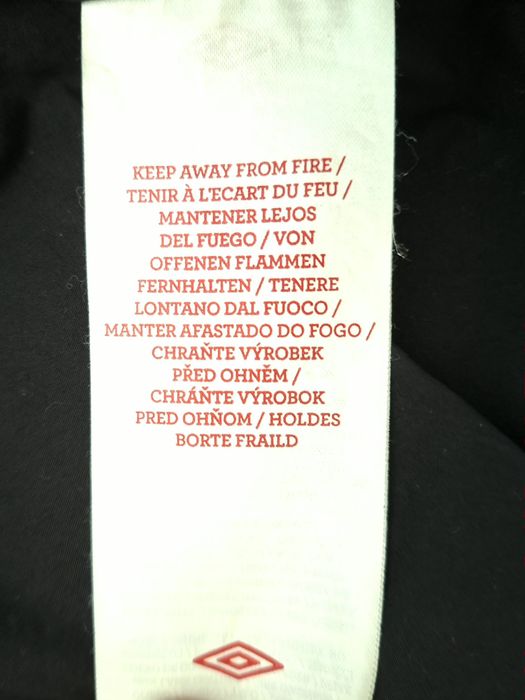 KEEP AWAY FROM FIRE /
TENIR À L'ECART DU FEU /
MANTENER LEJOS
DEL FUEGO / VON
OFFENEN FLAMMEN
FERNHALTEN / TENERE
LONTANO DAL FUOCO /
MANTER AFASTADO DO FOGO /
CHRAŇTE VÝROBEK
PŘED OHNĚM /
CHRÁŇTE VÝROBOK
PRED OHŇOM / HOLDES
BORTE FRAILD